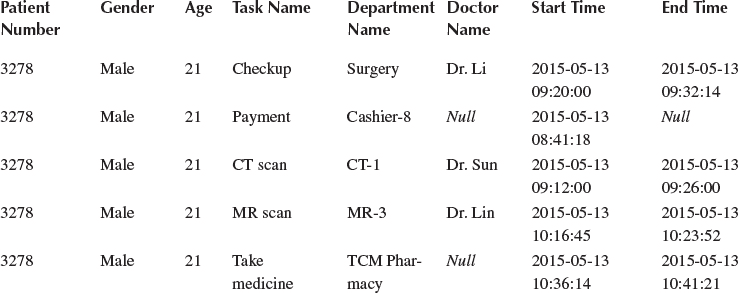 Patient Number Gender Age Task Name Department Name Doctor Name Start Time End Time
3278 Male 21 Checkup Surgery Dr. Li 2015-05-13 09:20:00 2015-05-13 09:32:14
3278 Male 21 Payment Cashier-8 Null 2015-05-13 08:41:18 Null
3278 Male 21 CT scan CT-1 Dr. Sun 2015-05-13 09:12:00 2015-05-13 09:26:00
3278 Male 21 MR scan MR-3 Dr. Lin 2015-05-13 10:16:45 2015-05-13 10:23:52
3278 Male 21 Take medicine TCM Phar-macy Null 2015-05-13 10:36:14 2015-05-13 10:41:21